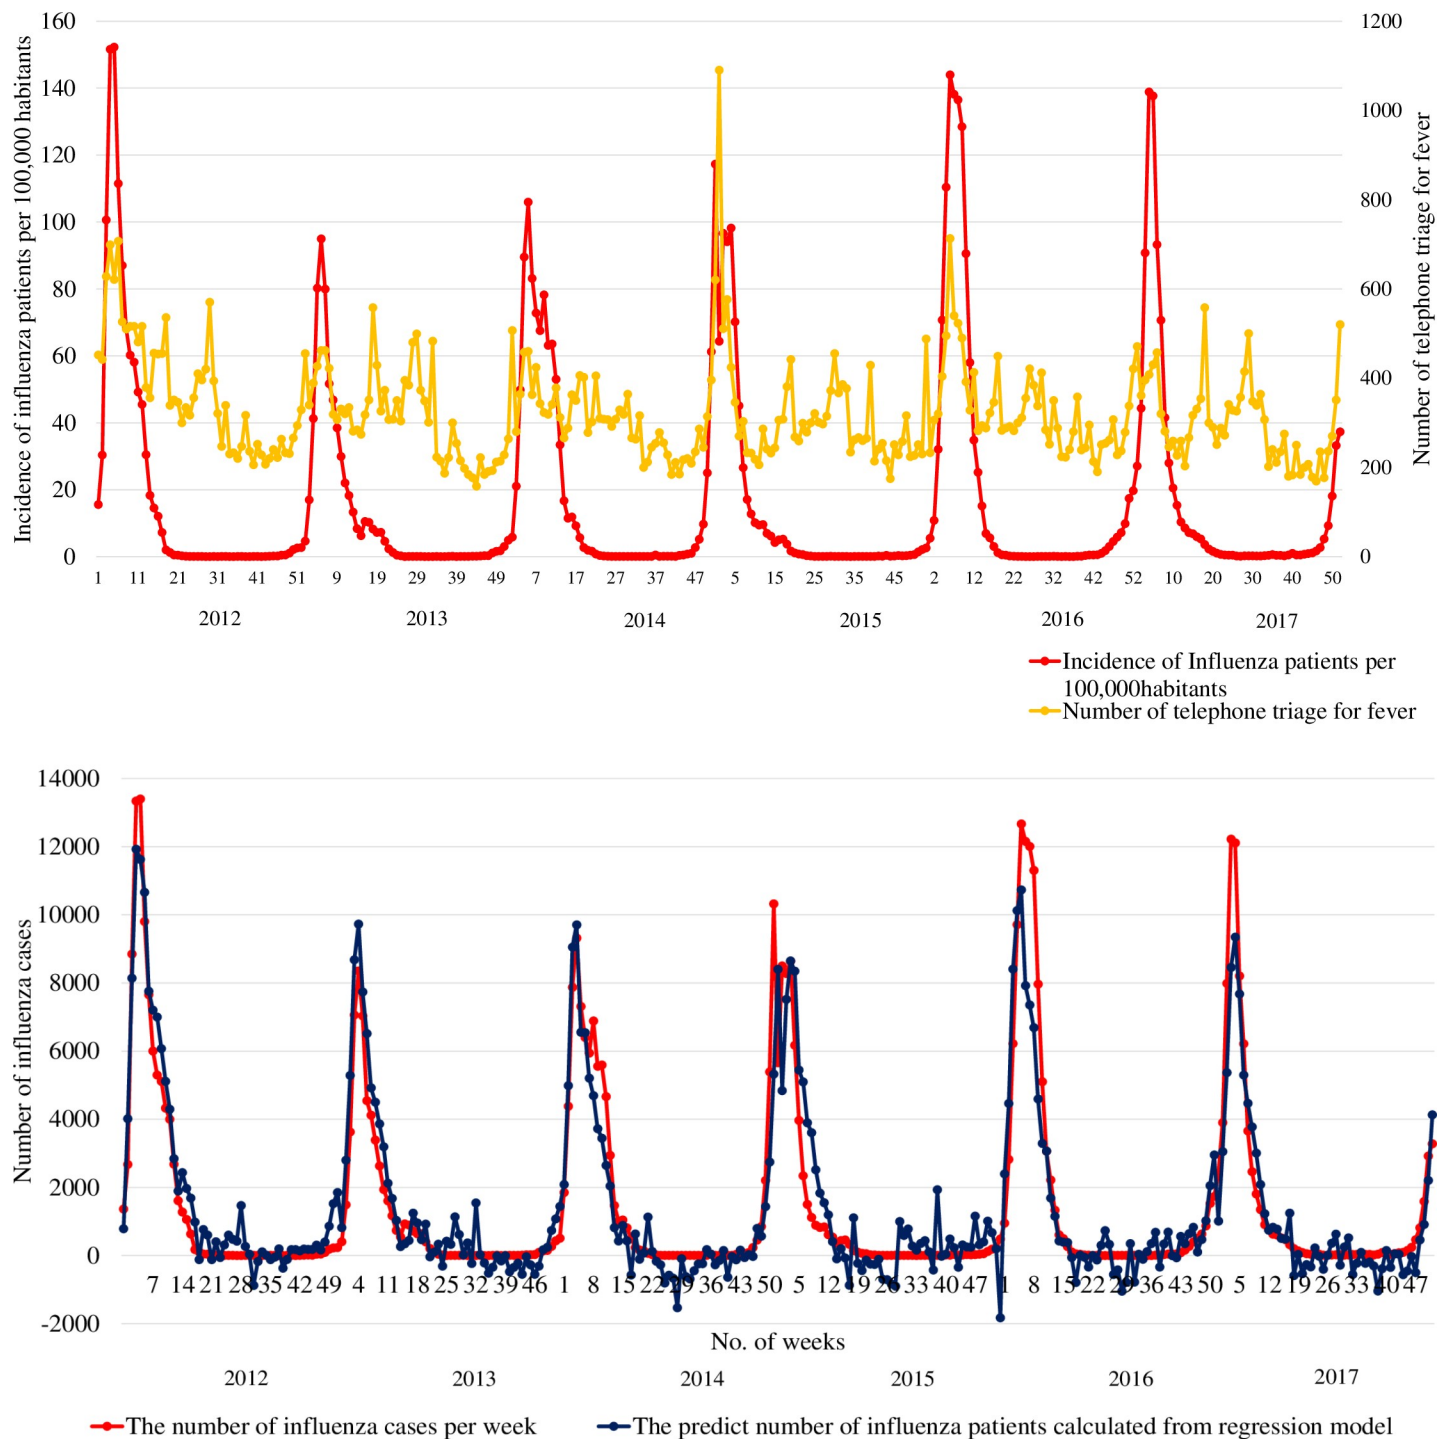 Incidence of influenza patients per 100,000 habitants
160
140
120
100
80
60
40
20
0
1200
1000
800
600
400
200
0
Number of telephone triage for fever
1 11 21 31 41 51 9 19 29 39 49 7 17 27 37 47 5 15 25 35 45 2 12 22 32 42 52 10 20 30 40 50
2012 2013 2014 2015 2016 2017
Incidence of Influenza patients per
100,000habitants
Number of telephone triage for fever
Number of influenza cases
14000
12000
10000
8000
6000
4000
2000
0
-2000
7 14 21 28 35 42 49 4 11 18 25 32 39 46 1 8 15 22 29 36 43 50 5 12 19 26 33 40 47 1 8 15 22 29 36 43 50 5 12 19 26 33 40 47
No. of weeks
2012 2013 2014 2015 2016 2017
The number of influenza cases per week
The predict number of influenza patients calculated from regression model